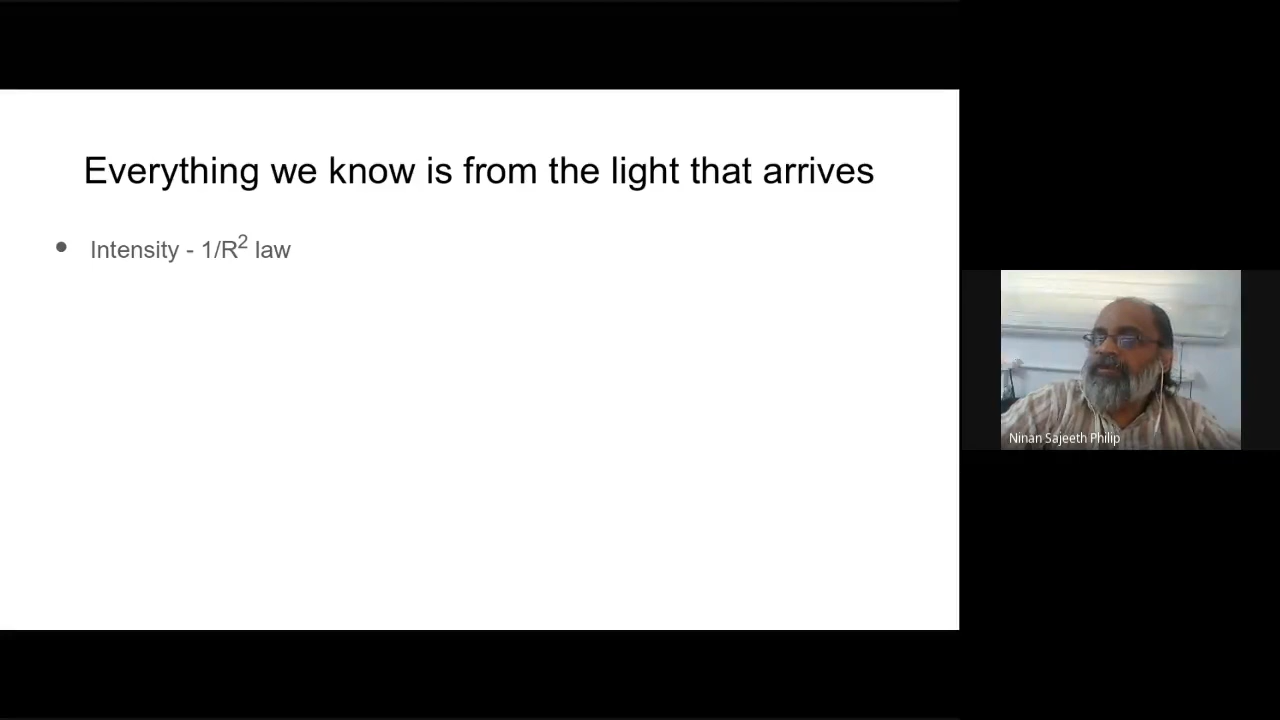 Everything we know is from the light that arrives
● Intensity - 1/R² law
Ninan Sajeeth Philip